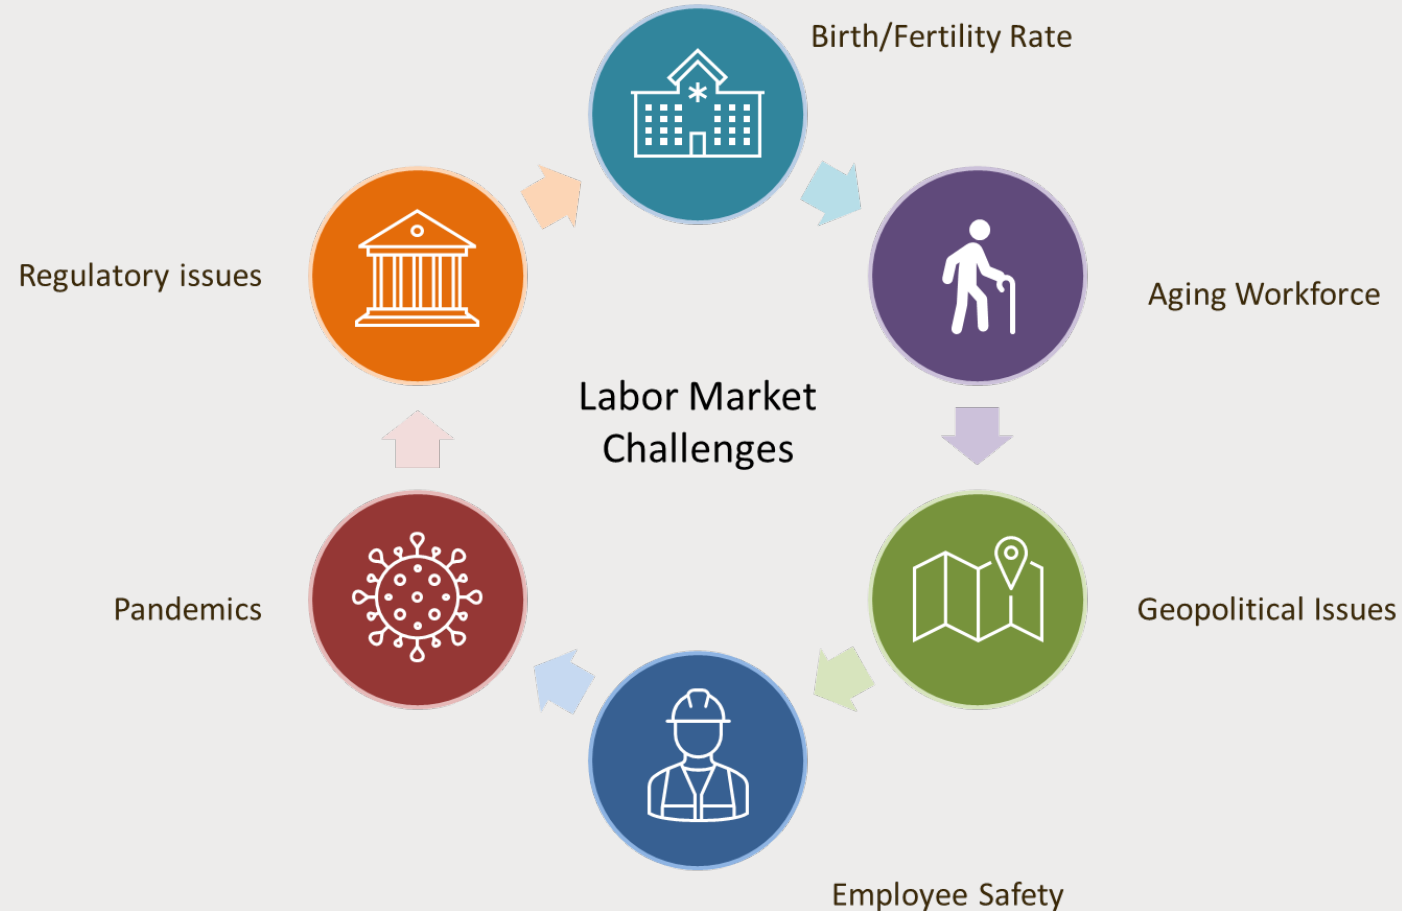 Birth/Fertility Rate
Regulatory issues
Aging Workforce
Labor Market
Challenges
Pandemics
Geopolitical Issues
Employee Safety